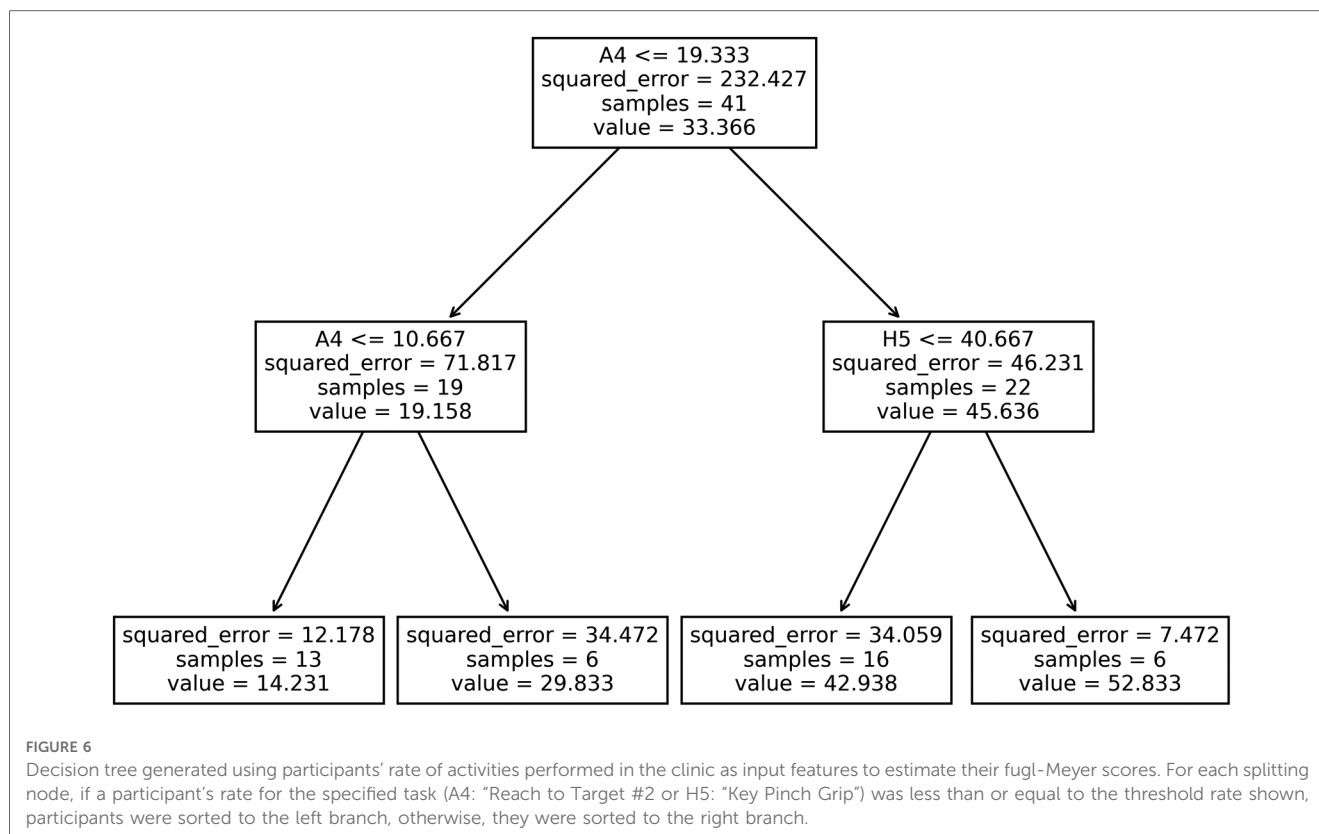 A4 <= 19.333
squared_error = 232.427
samples = 41
value = 33.366
A4 <= 10.667
squared_error = 71.817
samples = 19
value = 19.158
H5 <= 40.667
squared_error = 46.231
samples = 22
value = 45.636
squared_error = 12.178
samples = 13
value = 14.231
squared_error = 34.472
samples = 6
value = 29.833
squared_error = 34.059
samples = 16
value = 42.938
squared_error = 7.472
samples = 6
value = 52.833
FIGURE 6
Decision tree generated using participants’ rate of activities performed in the clinic as input features to estimate their fugl-Meyer scores. For each splitting
node, if a participant’s rate for the specified task (A4: “Reach to Target #2 or H5: “Key Pinch Grip”) was less than or equal to the threshold rate shown,
participants were sorted to the left branch, otherwise, they were sorted to the right branch.